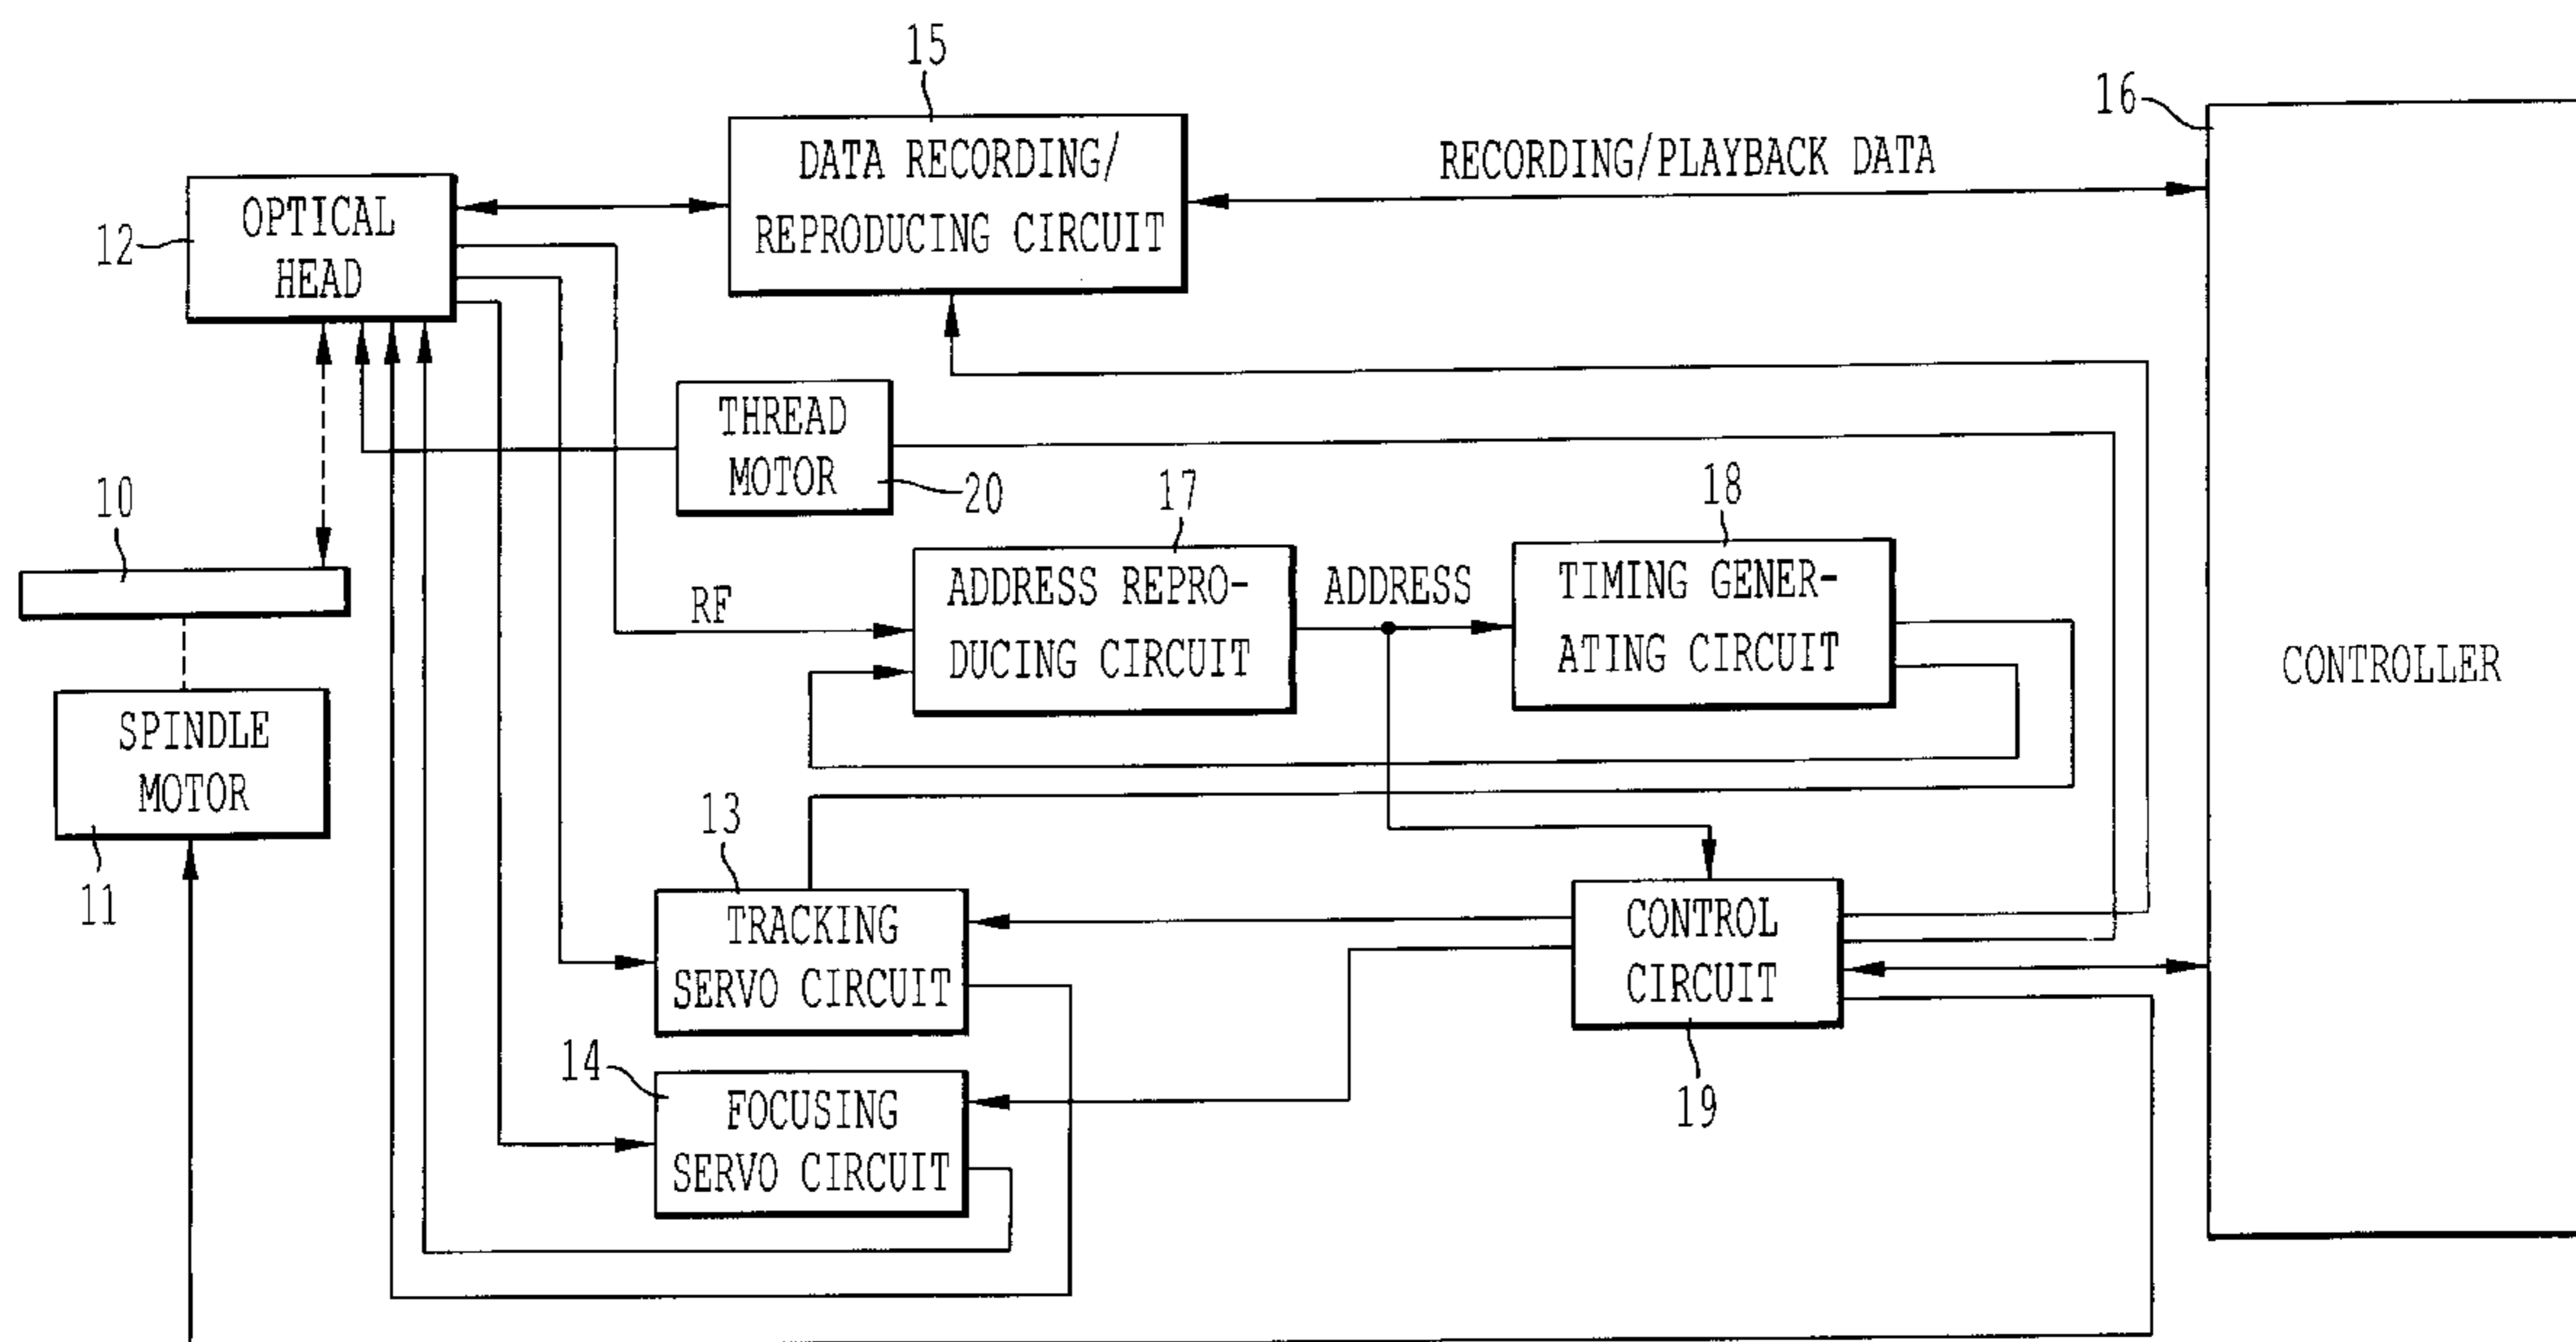 15
16
DATA RECORDING/
REPRODUCING CIRCUIT
RECORDING/PLAYBACK DATA
12
OPTICAL
HEAD
THREAD
MOTOR
20
10
17
18
RF
ADDRESS REPRO-
DUCING CIRCUIT
ADDRESS
TIMING GENER-
ATING CIRCUIT
CONTROLLER
SPINDLE
MOTOR
11
13
TRACKING
SERVO CIRCUIT
CONTROL
CIRCUIT
19
14
FOCUSING
SERVO CIRCUIT